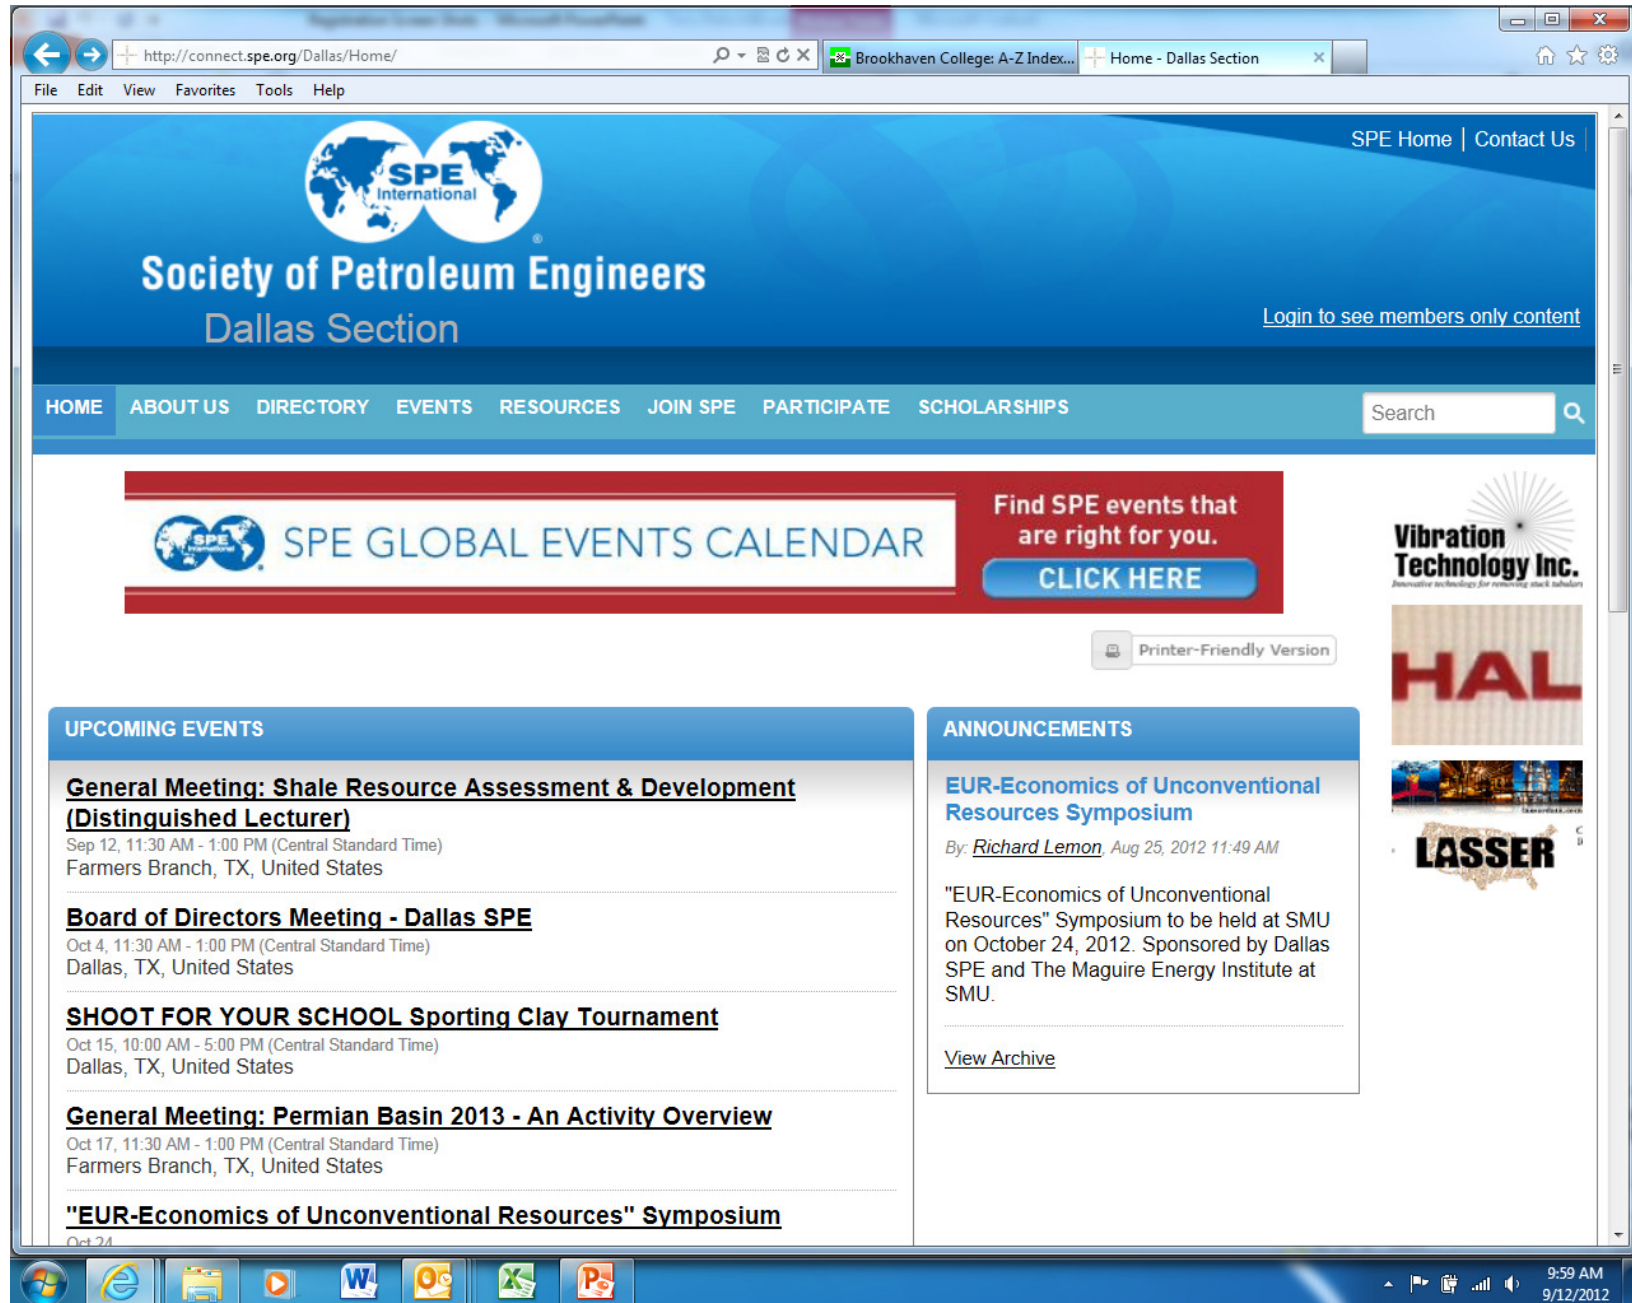 http://connect.spe.org/Dallas/Home/
Brookhaven College: A-Z Index...
Home - Dallas Section
File Edit View Favorites Tools Help
SPE Home | Contact Us
SPE
International
®
Society of Petroleum Engineers
Dallas Section
Login to see members only content
HOME ABOUT US DIRECTORY EVENTS RESOURCES JOIN SPE PARTICIPATE SCHOLARSHIPS
Search
SPE
International
SPE GLOBAL EVENTS CALENDAR
Find SPE events that
are right for you.
CLICK HERE
Vibration
Technology Inc.
Innovative technology for removing stuck tubulars
Printer-Friendly Version
HAL
LASSER
UPCOMING EVENTS
General Meeting: Shale Resource Assessment & Development
(Distinguished Lecturer)
Sep 12, 11:30 AM - 1:00 PM (Central Standard Time)
Farmers Branch, TX, United States
Board of Directors Meeting - Dallas SPE
Oct 4, 11:30 AM - 1:00 PM (Central Standard Time)
Dallas, TX, United States
SHOOT FOR YOUR SCHOOL Sporting Clay Tournament
Oct 15, 10:00 AM - 5:00 PM (Central Standard Time)
Dallas, TX, United States
General Meeting: Permian Basin 2013 - An Activity Overview
Oct 17, 11:30 AM - 1:00 PM (Central Standard Time)
Farmers Branch, TX, United States
"EUR-Economics of Unconventional Resources" Symposium
Oct 24
ANNOUNCEMENTS
EUR-Economics of Unconventional
Resources Symposium
By: Richard Lemon, Aug 25, 2012 11:49 AM
"EUR-Economics of Unconventional
Resources" Symposium to be held at SMU
on October 24, 2012. Sponsored by Dallas
SPE and The Maguire Energy Institute at
SMU.
View Archive
9:59 AM
9/12/2012